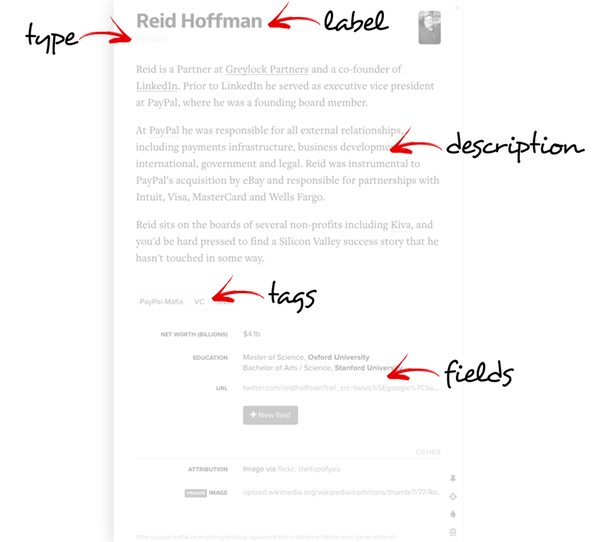 Reid Hoffman
label
type
PERSON
Reid is a Partner at Greylock Partners and a co-founder of
LinkedIn. Prior to LinkedIn he served as executive vice president
at PayPal, where he was a founding board member.
At PayPal he was responsible for all external relationships,
including payments infrastructure, business developme
description
international, government and legal. Reid was instrumental to
PayPal's acquisition by eBay and responsible for partnerships with
Intuit, Visa, MasterCard and Wells Fargo.
Reid sits on the boards of several non-profits including Kiva, and
you'd be hard pressed to find a Silicon Valley success story that he
hasn't touched in some way.
PayPal-Mafia VC
tags
NET WORTH (BILLIONS) $4.1b
EDUCATION Master of Science, Oxford University
Bachelor of Arts / Science, Stanford University
fields
URL twitter.com/reidhoffman?ref_src=twsrc%5Egoogle%7Ctw...
+ New field
OTHER
ATTRIBUTION Image via flickr: startupofyou
PRIVATE IMAGE upload.wikimedia.org/wikipedia/commons/thumb/7/77/Re...